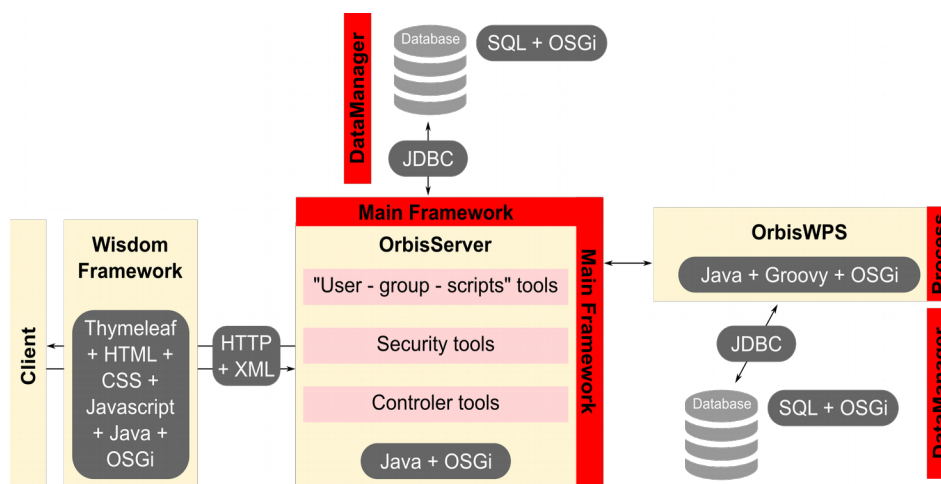 DataManager
Database
SQL + OSGi
JDBC
Main Framework
Main Framework
Client
Wisdom
Framework
Thymeleaf
+ HTML +
CSS +
Javascript
+ Java +
OSGi
HTTP
+ XML
OrbisServer
"User - group - scripts" tools
Security tools
Controler tools
Java + OSGi
OrbisWPS
Java + Groovy + OSGi
Process
JDBC
Database
SQL + OSGi
DataManager